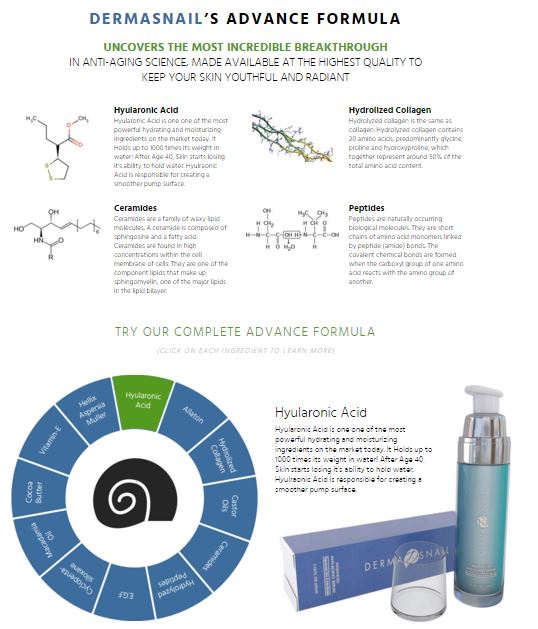 DERMASNAIL'S ADVANCE FORMULA
UNCOVERS THE MOST INCREDIBLE BREAKTHROUGH
IN ANTI-AGING SCIENCE, MADE AVAILABLE AT THE HIGHEST QUALITY TO
KEEP YOUR SKIN YOUTHFUL AND RADIANT
Hyularonic Acid
Hyularonic Acid is one one of the most
powerful hydrating and moisturizing
ingredients on the market today. It
Holds up to 1000 times its weight in
water! After Age 40, Skin starts losing
it's ability to hold water. Hyulraonic
Acid is responsible for creating a
smoother pump surface.
Hydrolized Collagen
Hydrolyzed collagen is the same as
collagen. Hydrolyzed collagen contains
20 amino acids, predominantly glycine,
proline and hydroxyproline, which
together represent around 50% of the
total amino acid content.
H₃C
O
CH₃
O
S
S
Ceramides
Ceramides are a family of waxy lipid
molecules. A ceramide is composed of
sphingosine and a fatty acid.
Ceramides are found in high
concentrations within the cell
membrane of cells. They are one of the
component lipids that make up
sphingomyelin, one of the major lipids
in the lipid bilayer.
OH
HO
HN
O
R
Peptides
Peptides are naturally occurring
biological molecules. They are short
chains of amino acid monomers linked
by peptide (amide) bonds. The
covalent chemical bonds are formed
when the carboxyl group of one amino
acid reacts with the amino group of
another.
TRY OUR COMPLETE ADVANCE FORMULA
(CLICK ON EACH INGREDIENT TO LEARN MORE)
Hyularonic
Acid
Allaton
Hydrolized
Collagen
Castor
Oils
Ceramides
Hydrolyzed
Peptides
EGF
Cyclopenta-
siloxane
Macadamia
Oil
Cocoa
Butter
Vitamin E
Hellix
Aspersia
Muller
Hyularonic Acid
Hyularonic Acid is one one of the most
powerful hydrating and moisturizing
ingredients on the market today. It Holds up to
1000 times its weight in water! After Age 40,
Skin starts losing it's ability to hold water.
Hyulraonic Acid is responsible for creating a
smoother pump surface.
DERMA SNAIL